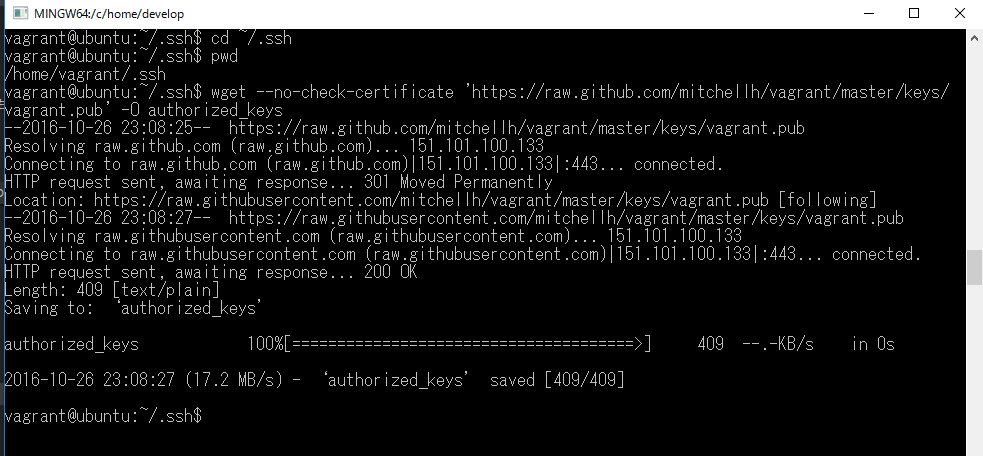 MINGW64:/c/home/develop
vagrant@ubuntu:~/.ssh$ cd ~/.ssh
vagrant@ubuntu:~/.ssh$ pwd
/home/vagrant/.ssh
vagrant@ubuntu:~/.ssh$ wget --no-check-certificate 'https://raw.github.com/mitchellh/vagrant/master/keys/
vagrant.pub' -O authorized_keys
--2016-10-26 23:08:25--  https://raw.github.com/mitchellh/vagrant/master/keys/vagrant.pub
Resolving raw.github.com (raw.github.com)... 151.101.100.133
Connecting to raw.github.com (raw.github.com)|151.101.100.133|:443... connected.
HTTP request sent, awaiting response... 301 Moved Permanently
Location: https://raw.githubusercontent.com/mitchellh/vagrant/master/keys/vagrant.pub [following]
--2016-10-26 23:08:27--  https://raw.githubusercontent.com/mitchellh/vagrant/master/keys/vagrant.pub
Resolving raw.githubusercontent.com (raw.githubusercontent.com)... 151.101.100.133
Connecting to raw.githubusercontent.com (raw.githubusercontent.com)|151.101.100.133|:443... connected.
HTTP request sent, awaiting response... 200 OK
Length: 409 [text/plain]
Saving to: ‘authorized_keys’
authorized_keys 100%[======================================>] 409 --.-KB/s in 0s
2016-10-26 23:08:27 (17.2 MB/s) - ‘authorized_keys’ saved [409/409]
vagrant@ubuntu:~/.ssh$